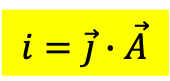 i = j⃗ · A⃗